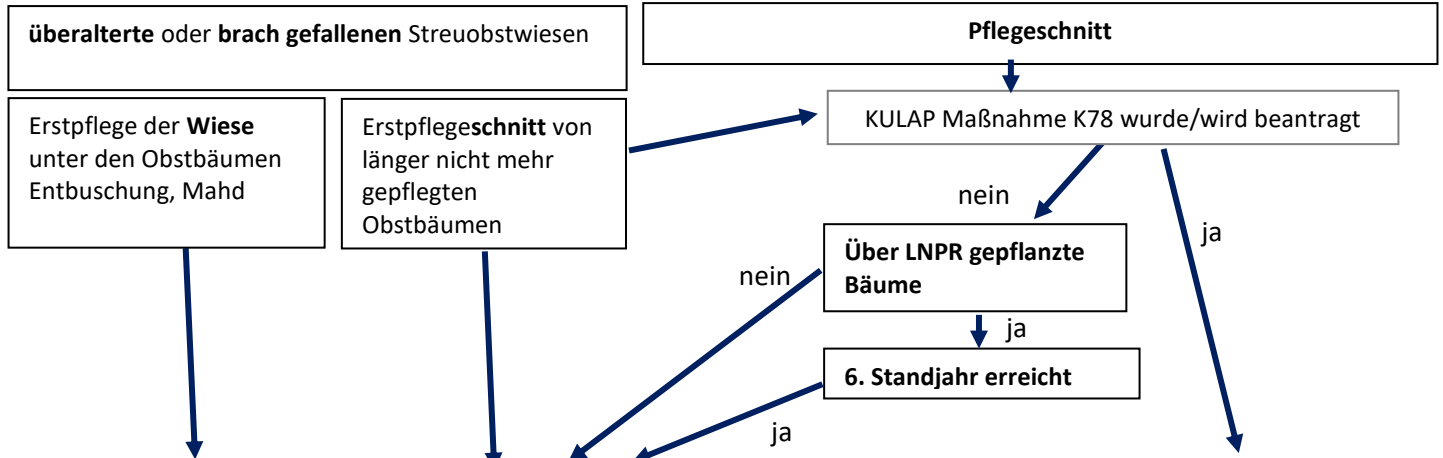 überalterte oder brach gefallenen Streuobstwiesen
Pflegeschnitt
Erstpflege der Wiese
unter den Obstbäumen
Entbuschung, Mahd
Erstpflegeschnitt von
länger nicht mehr
gepflegten
Obstbäumen
KULAP Maßnahme K78 wurde/wird beantragt
nein
ja
Über LNPR gepflanzte
Bäume
nein
ja
6. Standjahr erreicht
ja